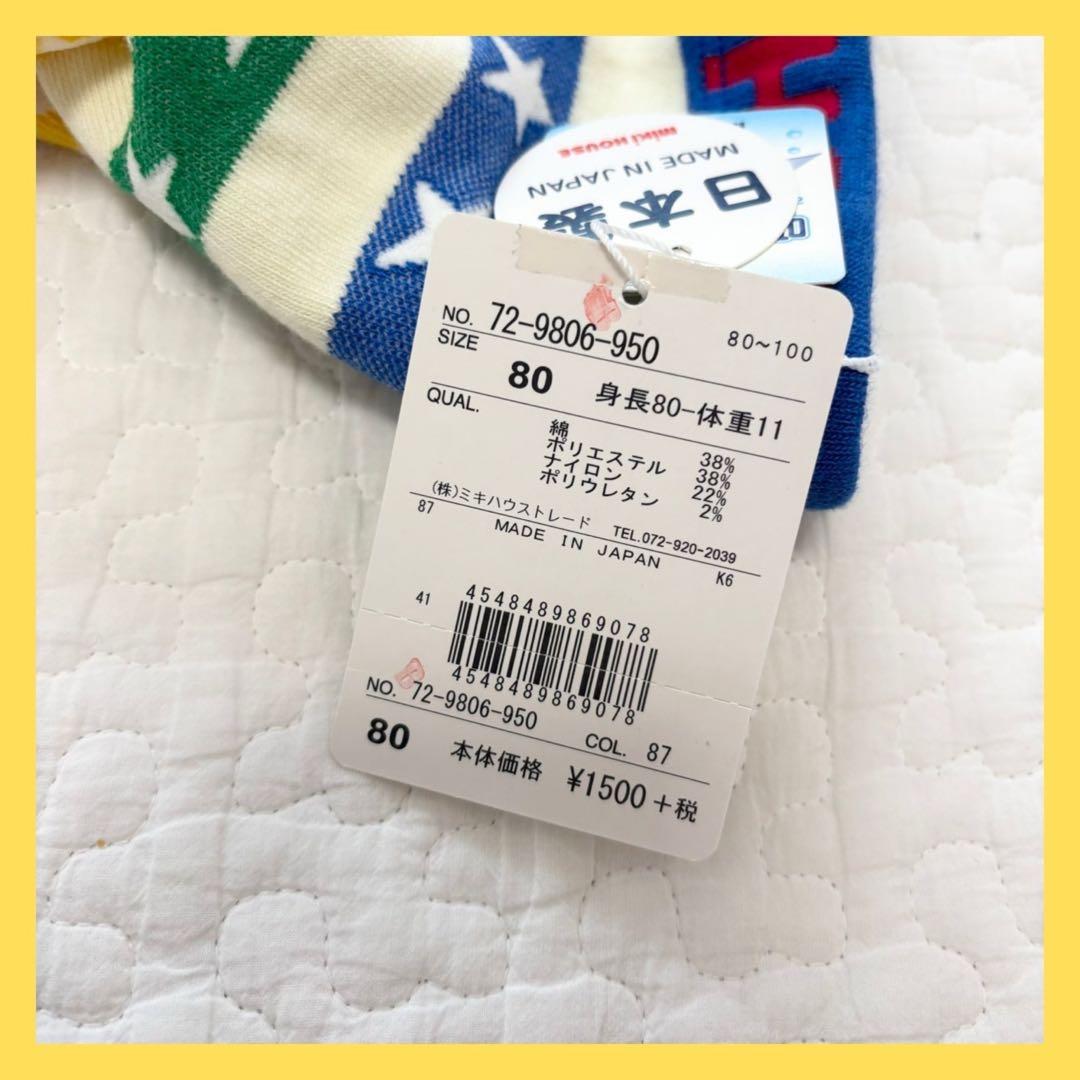 H
miki HOUSE
MADE IN JAPAN
日本製
NO. 72-9806-950 80~100
SIZE 80 身長80-体重11
QUAL.
綿 38%
ポリエステル 38%
ナイロン 22%
ポリウレタン 2%
(株)ミキハウストレード TEL.072-920-2039
87 MADE IN JAPAN K6
41 4548489869078
4548489869078
NO. 72-9806-950 COL. 87
80 本体価格 ¥1500+税